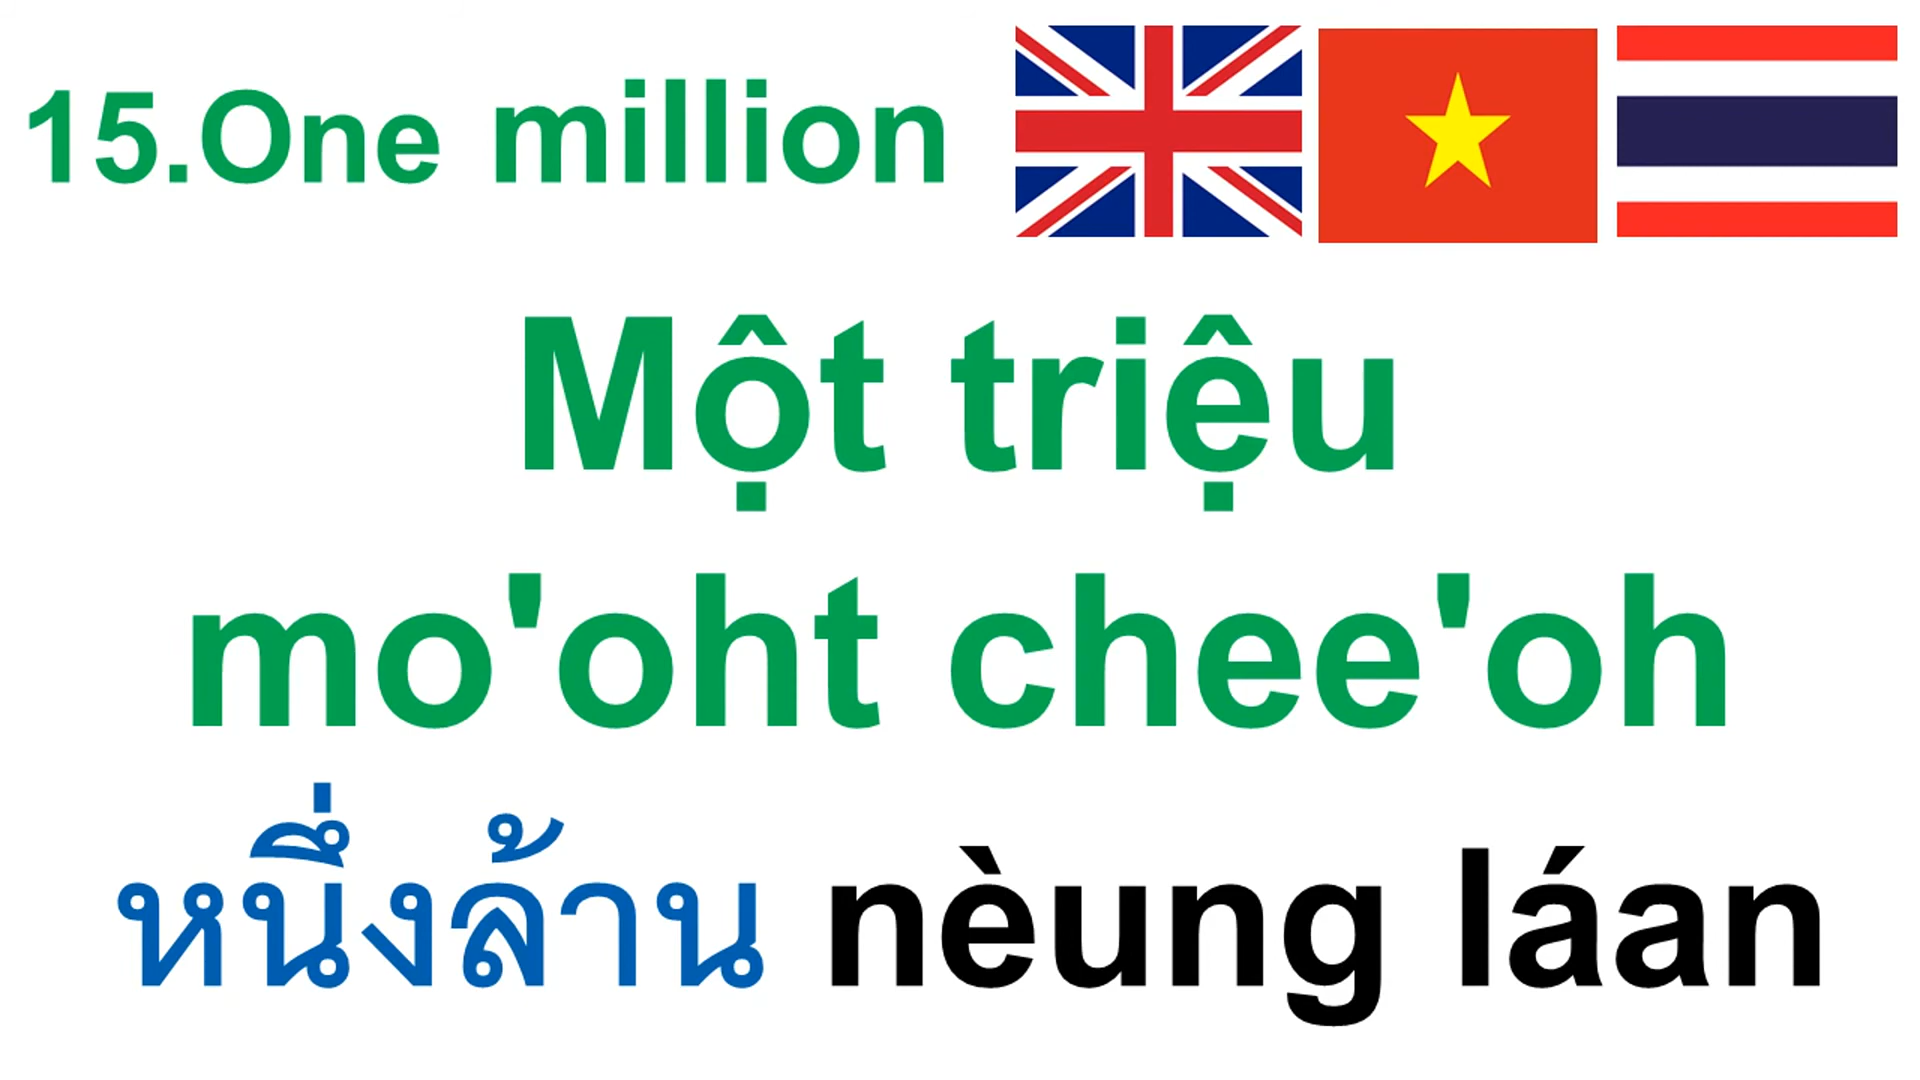 15.One million
Một triệu
mo'oht chee'oh
หนึ่งล้าน nèung láan